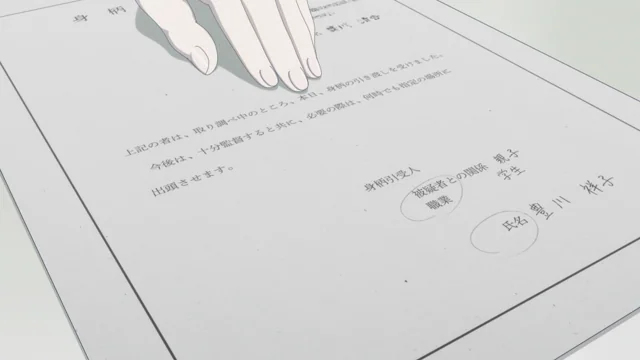 身柄
豊川 清告
上記の者は、取り調べ中のところ、本日、身柄の引き渡しを受けました。
今後は、十分監督すると共に、必要の際は、何時でも指定の場所に
出頭させます。
身柄引受人
被疑者との関係 親子
職業 学生
氏名 豊川 祥子